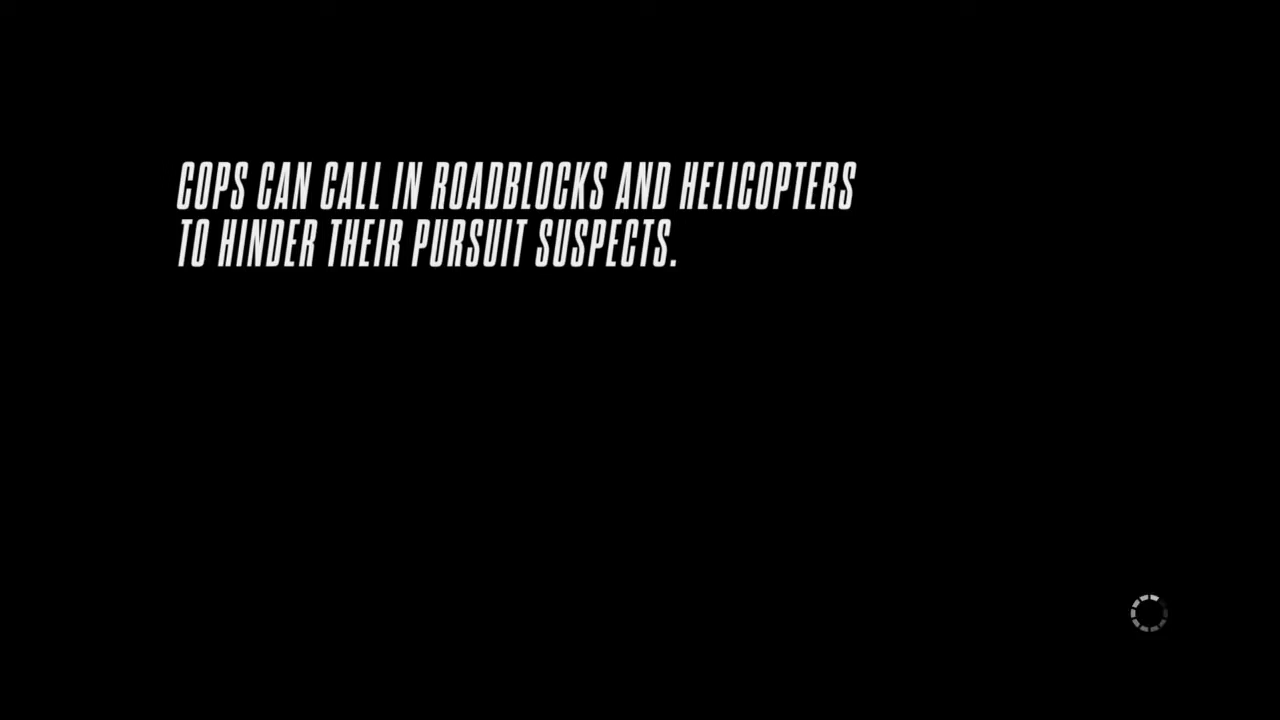 COPS CAN CALL IN ROADBLOCKS AND HELICOPTERS
TO HINDER THEIR PURSUIT SUSPECTS.